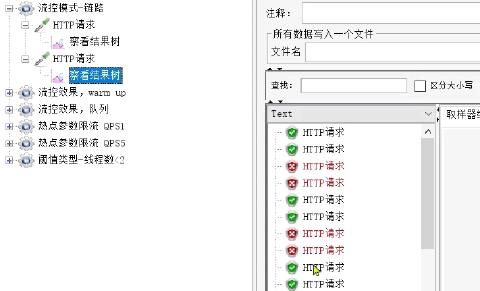 流控模式-链路
HTTP请求
察看结果树
HTTP请求
察看结果树
流控效果，warm up
流控效果，队列
热点参数限流 QPS1
热点参数限流 QPS5
阈值类型-线程数<2
注释：
所有数据写入一个文件
文件名
查找：
区分大小写
Text
取样器结
HTTP请求
HTTP请求
HTTP请求
HTTP请求
HTTP请求
HTTP请求
HTTP请求
HTTP请求
HTTP请求
HTTP请求